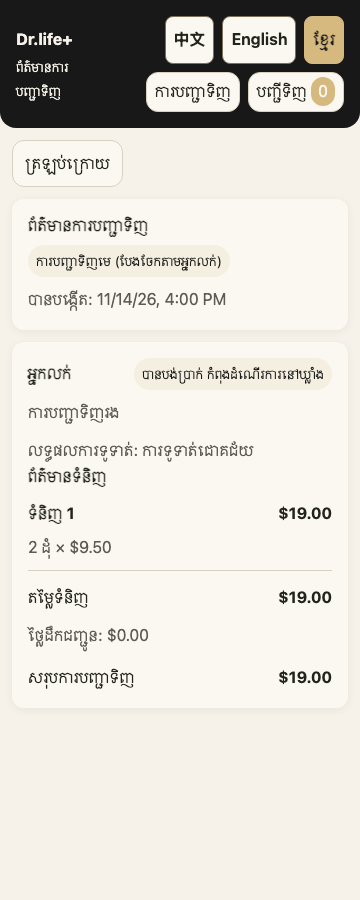 Dr.life+
ព័ត៌មានការ
បញ្ជាទិញ
中文
English
ខ្មែរ
ការបញ្ជាទិញ
បញ្ជីទិញ 0
ត្រឡប់ក្រោយ
ព័ត៌មានការបញ្ជាទិញ
ការបញ្ជាទិញមេ (បែងចែកតាមអ្នកលក់)
បានបង្កើត: 11/14/26, 4:00 PM
អ្នកលក់
បានបង់ប្រាក់ កំពុងដំណើរការនៅឃ្លាំង
ការបញ្ជាទិញរង
លទ្ធផលការទូទាត់: ការទូទាត់ជោគជ័យ
ព័ត៌មានទំនិញ
ទំនិញ 1 $19.00
2 ដុំ × $9.50
តម្លៃទំនិញ $19.00
ថ្លៃដឹកជញ្ជូន: $0.00
សរុបការបញ្ជាទិញ $19.00